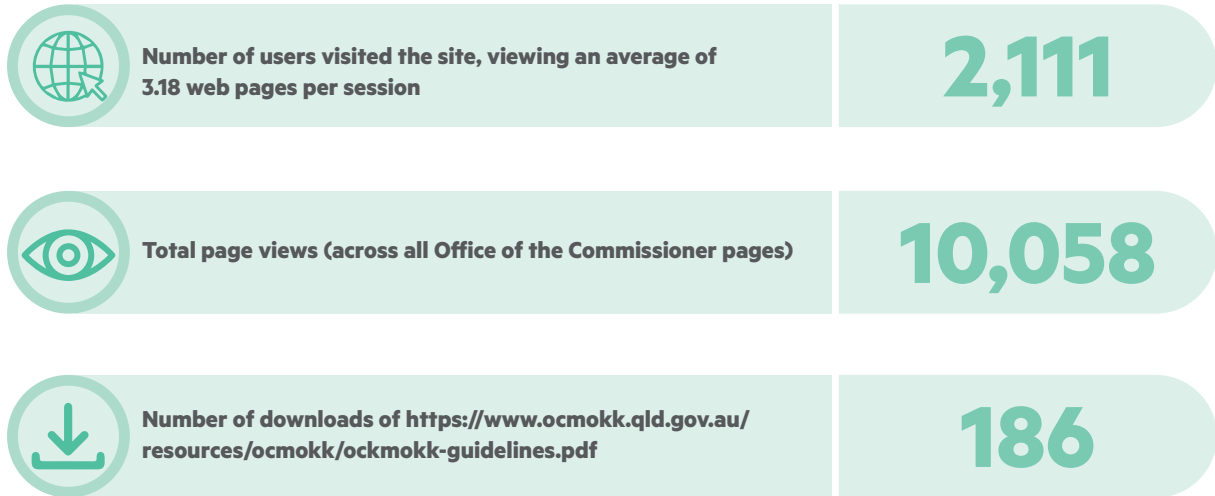 Number of users visited the site, viewing an average of
3.18 web pages per session
2,111
Total page views (across all Office of the Commissioner pages)
10,058
Number of downloads of https://www.ocmokk.qld.gov.au/
resources/ocmokk/ockmokk-guidelines.pdf
186